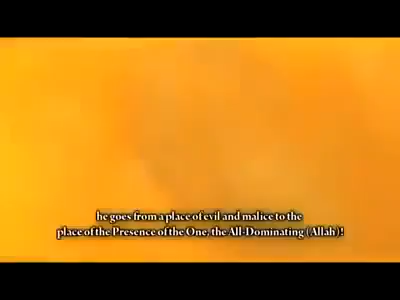 he goes from a place of evil and malice to the
place of the Presence of the One, the All-Dominating (Allah)!